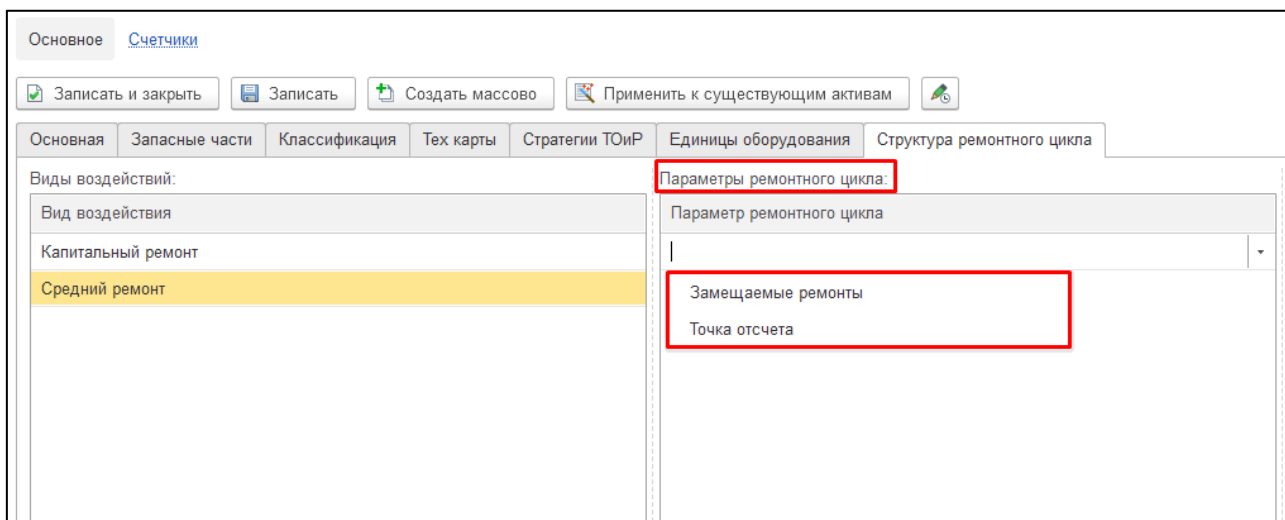 Основное Счетчики
Записать и закрыть Записать Создать массово Применить к существующим активам
Основная Запасные части Классификация Тех карты Стратегии ТОиР Единицы оборудования Структура ремонтного цикла
Виды воздействий: Параметры ремонтного цикла:
Вид воздействия Параметр ремонтного цикла
Капитальный ремонт
Средний ремонт Замещаемые ремонты
Точка отсчета